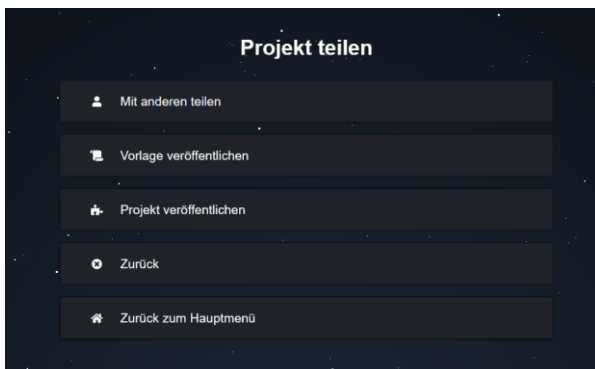 Projekt teilen
Mit anderen teilen
Vorlage veröffentlichen
Projekt veröffentlichen
Zurück
Zurück zum Hauptmenü